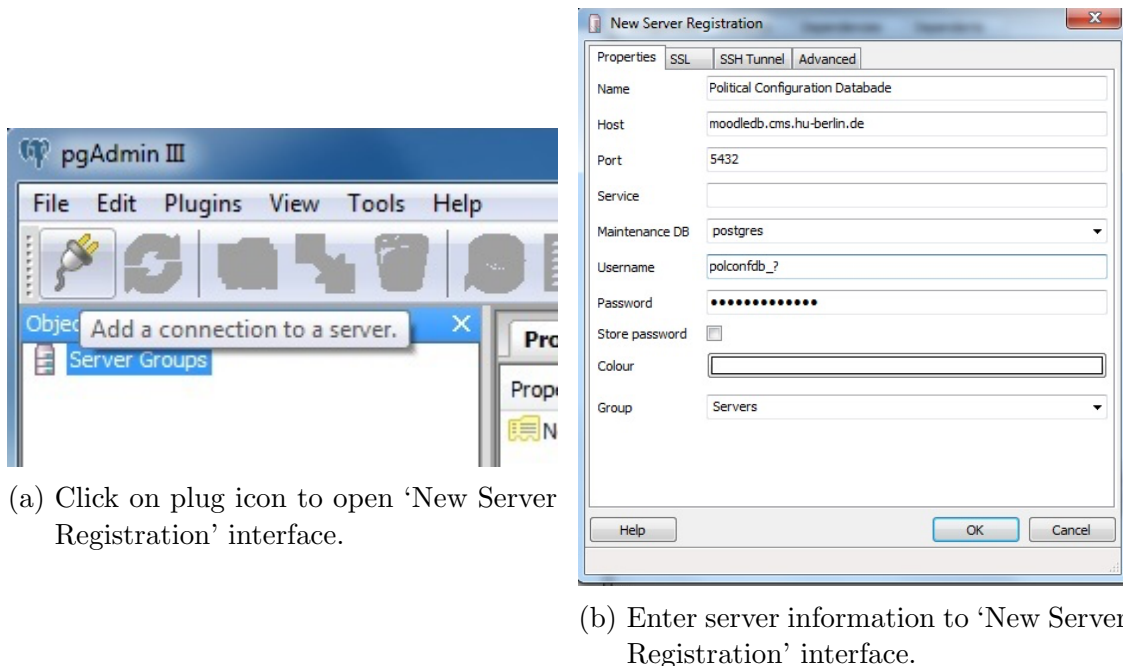 pgAdmin III
File Edit Plugins View Tools Help
Add a connection to a server.
Server Groups
(a) Click on plug icon to open ‘New Server
Registration’ interface.
New Server Registration
Properties SSL SSH Tunnel Advanced
Name Political Configuration Databade
Host moodledb.cms.hu-berlin.de
Port 5432
Service
Maintenance DB postgres
Username polconfdb_?
Password
Store password
Colour
Group Servers
Help OK Cancel
(b) Enter server information to ‘New Server
Registration’ interface.